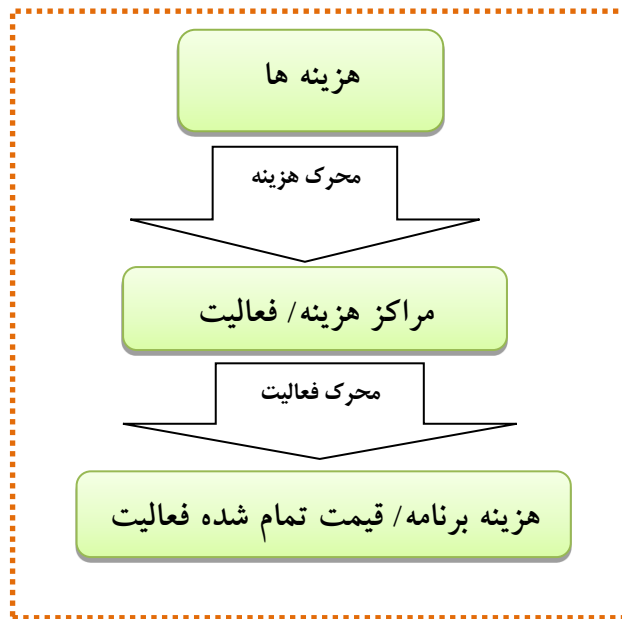 هزینه ها
محرک هزینه
مراکز هزینه/ فعالیت
محرک فعالیت
هزینه برنامه/ قیمت تمام شده فعالیت